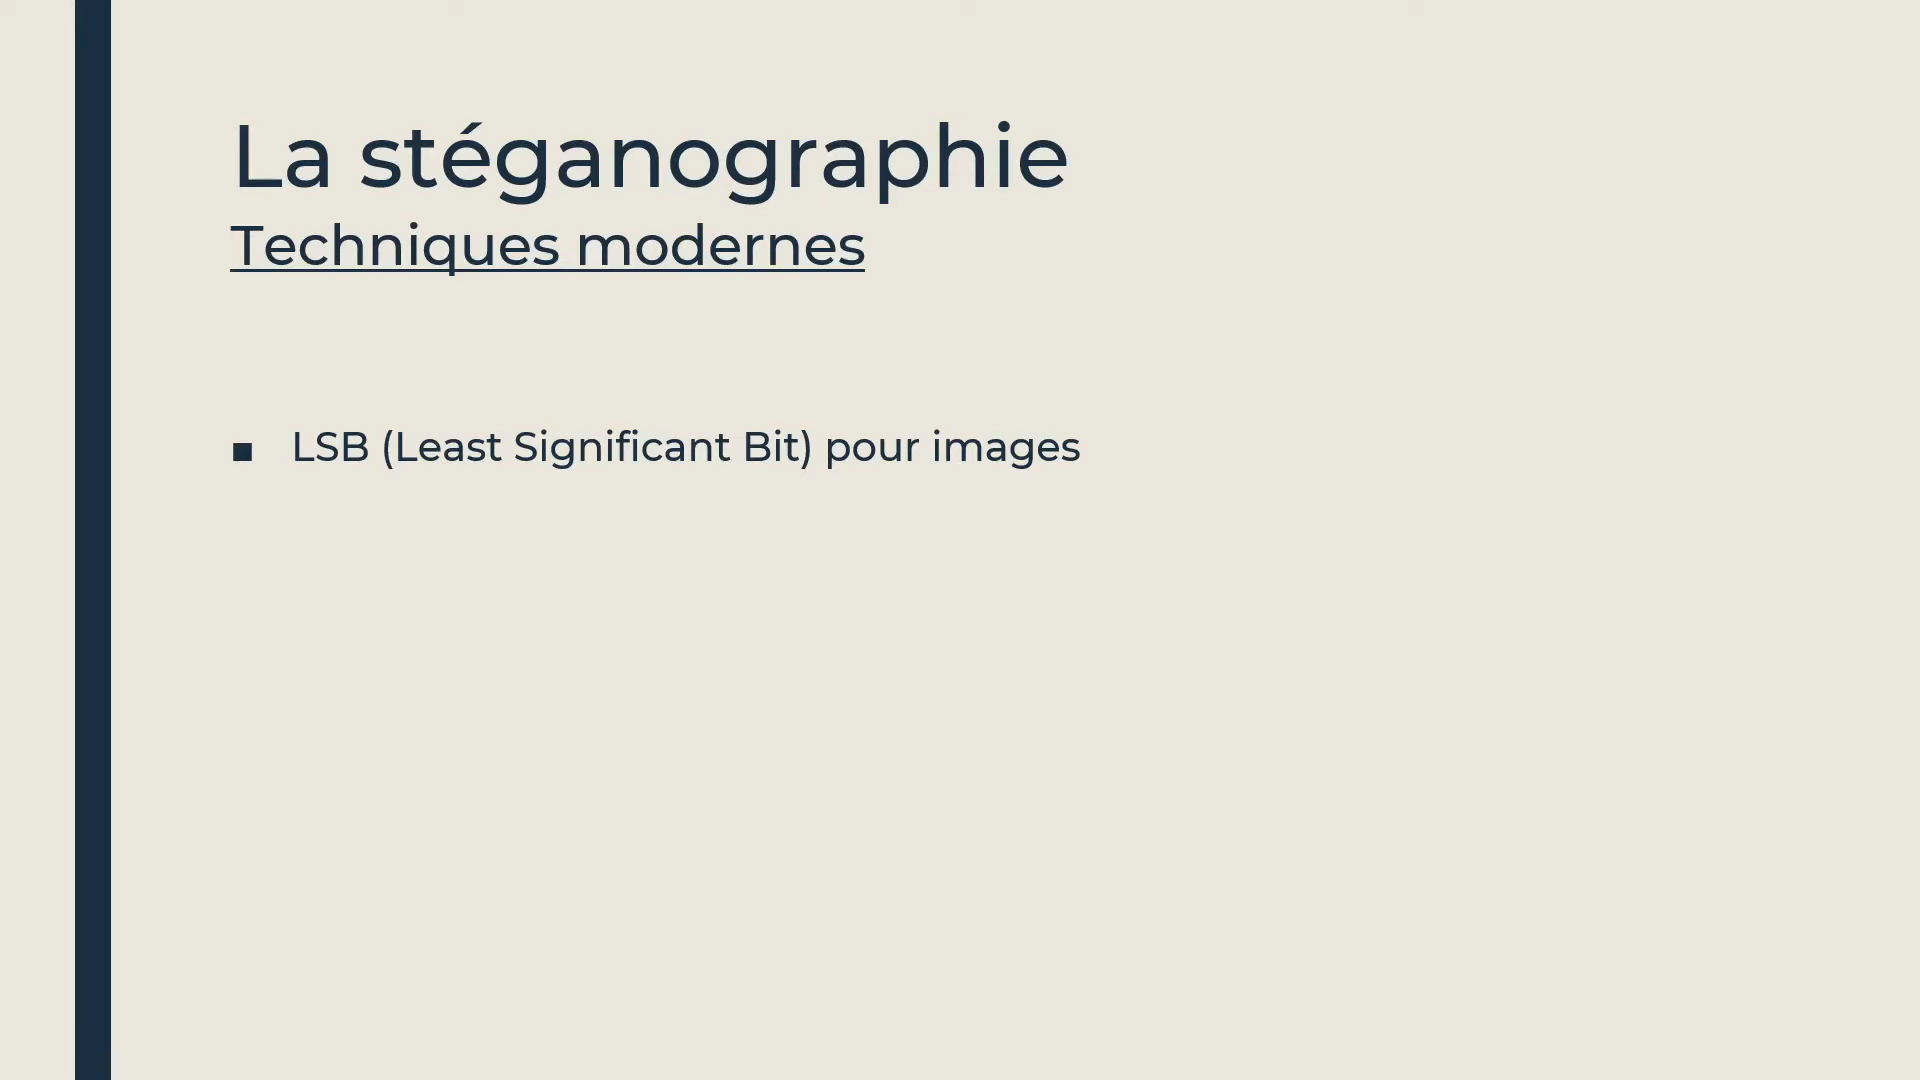 La stéganographie
Techniques modernes
▪ LSB (Least Significant Bit) pour images